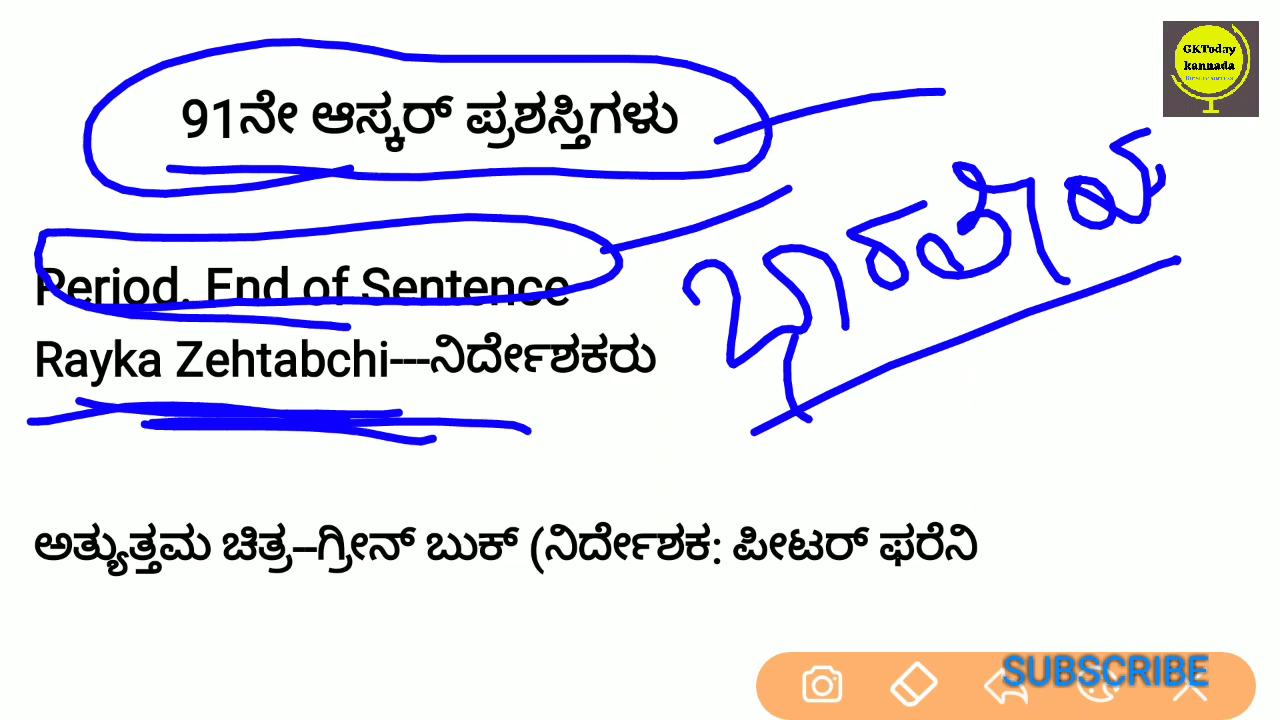 91ನೇ ಆಸ್ಕರ್ ಪ್ರಶಸ್ತಿಗಳು
GKToday
kannada
Period. End of Sentence
Rayka Zehtabchi---ನಿರ್ದೇಶಕರು
ಭಾರತೀಯ
ಅತ್ಯುತ್ತಮ ಚಿತ್ರ–ಗ್ರೀನ್ ಬುಕ್ (ನಿರ್ದೇಶಕ: ಪೀಟರ್ ಫರೆನಿ
SUBSCRIBE